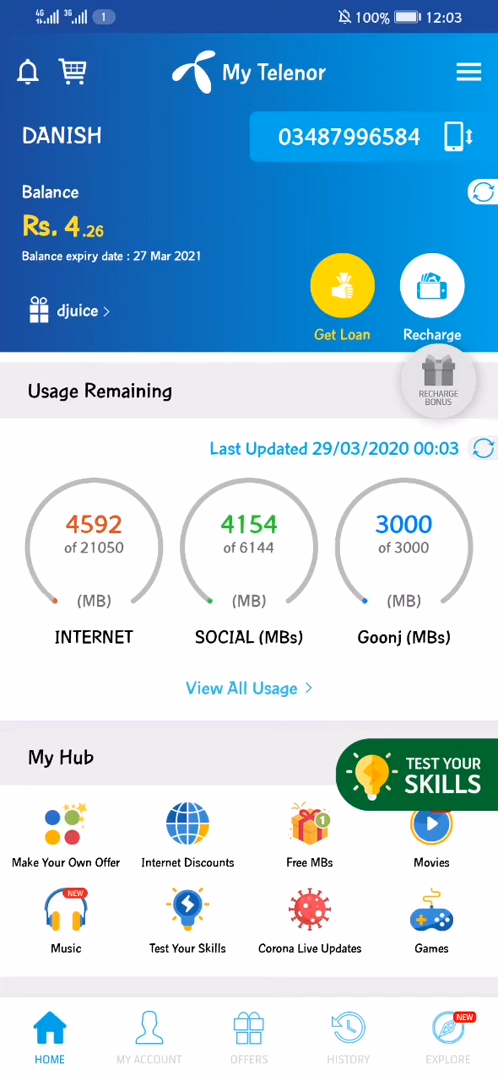 4G 3G 1 100% 12:03
My Telenor
DANISH
03487996584
Balance
Rs. 4.26
Balance expiry date : 27 Mar 2021
djuice >
Get Loan
Recharge
RECHARGE
BONUS
Usage Remaining
Last Updated 29/03/2020 00:03
4592
of 21050
(MB)
INTERNET
4154
of 6144
(MB)
SOCIAL (MBs)
3000
of 3000
(MB)
Goonj (MBs)
View All Usage >
My Hub
TEST YOUR
SKILLS
Make Your Own Offer
Internet Discounts
1
Free MBs
Movies
NEW
Music
Test Your Skills
Corona Live Updates
Games
HOME
MY ACCOUNT
OFFERS
HISTORY
NEW
EXPLORE